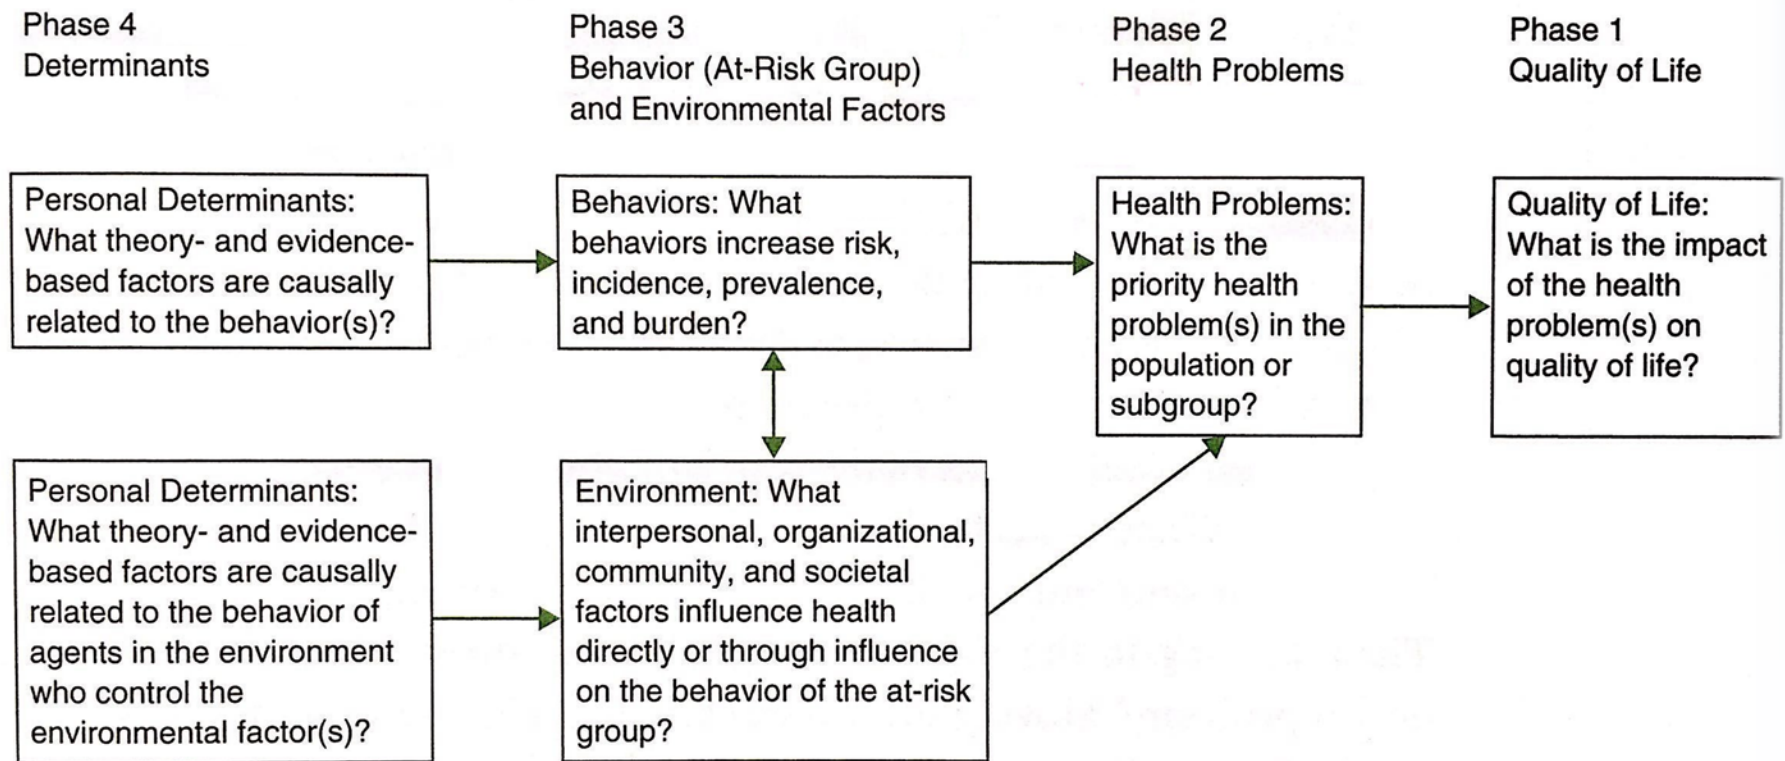 Phase 4
Determinants
Phase 3
Behavior (At-Risk Group)
and Environmental Factors
Phase 2
Health Problems
Phase 1
Quality of Life
Personal Determinants:
What theory- and evidence-
based factors are causally
related to the behavior(s)?
Behaviors: What
behaviors increase risk,
incidence, prevalence,
and burden?
Health Problems:
What is the
priority health
problem(s) in the
population or
subgroup?
Quality of Life:
What is the impact
of the health
problem(s) on
quality of life?
Personal Determinants:
What theory- and evidence-
based factors are causally
related to the behavior of
agents in the environment
who control the
environmental factor(s)?
Environment: What
interpersonal, organizational,
community, and societal
factors influence health
directly or through influence
on the behavior of the at-risk
group?